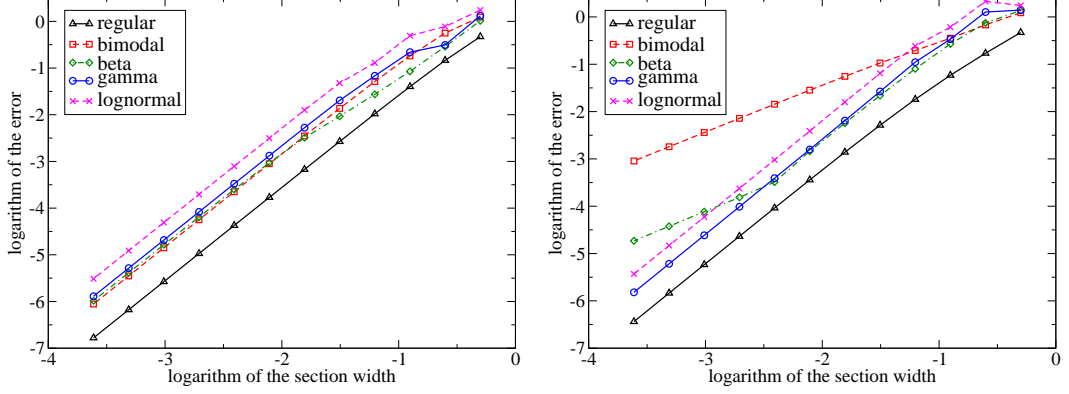 0
-1
-2
-3
-4
-5
-6
-7
logarithm of the error
regular
bimodal
beta
gamma
lognormal
-4
-3
-2
-1
0
logarithm of the section width
0
-1
-2
-3
-4
-5
-6
-7
logarithm of the error
regular
bimodal
beta
gamma
lognormal
-4
-3
-2
-1
0
logarithm of the section width